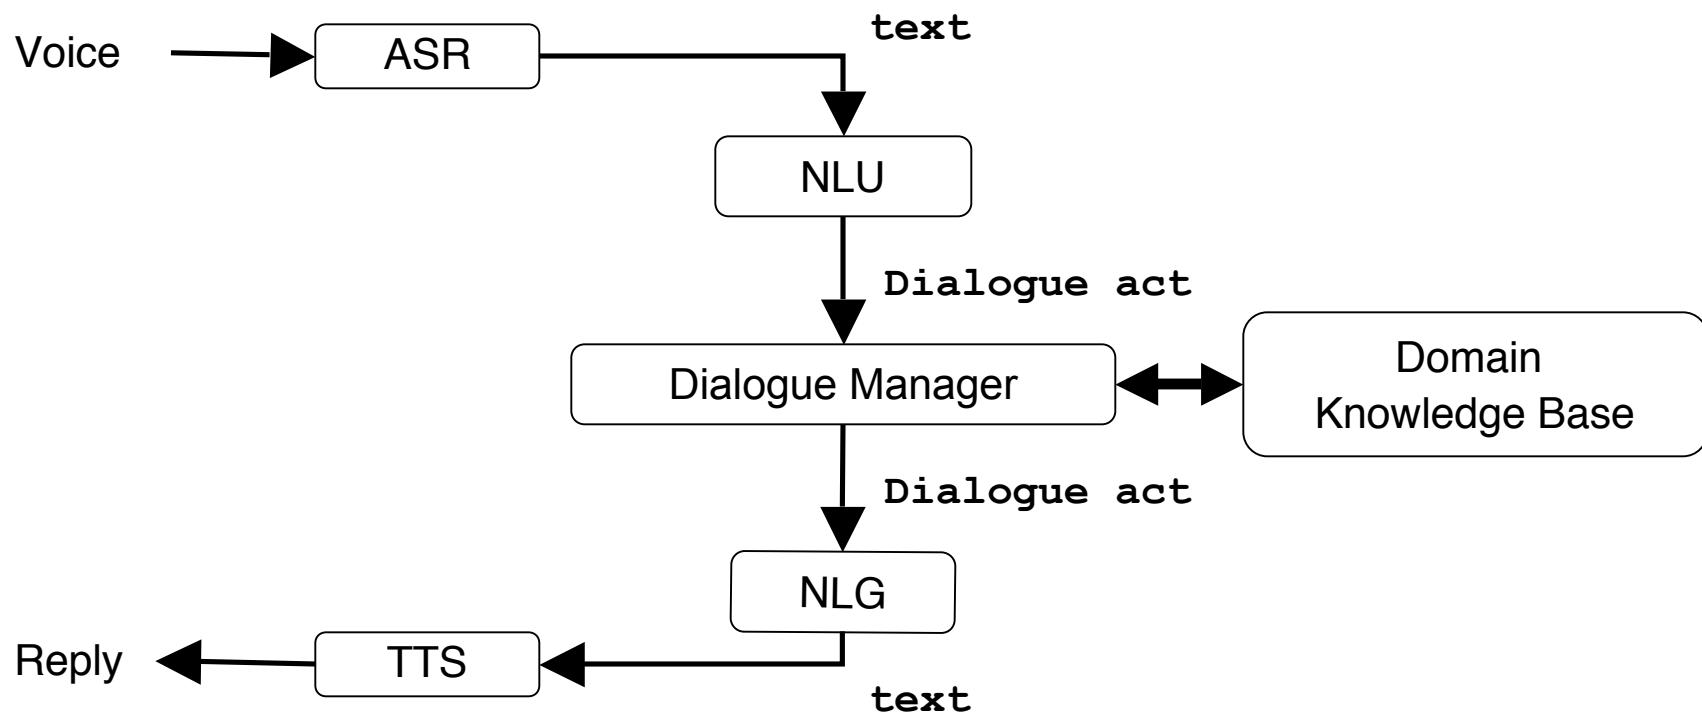 text
Voice
ASR
NLU
Dialogue act
Domain
Knowledge Base
Dialogue Manager
Dialogue act
NLG
Reply
TTS
text